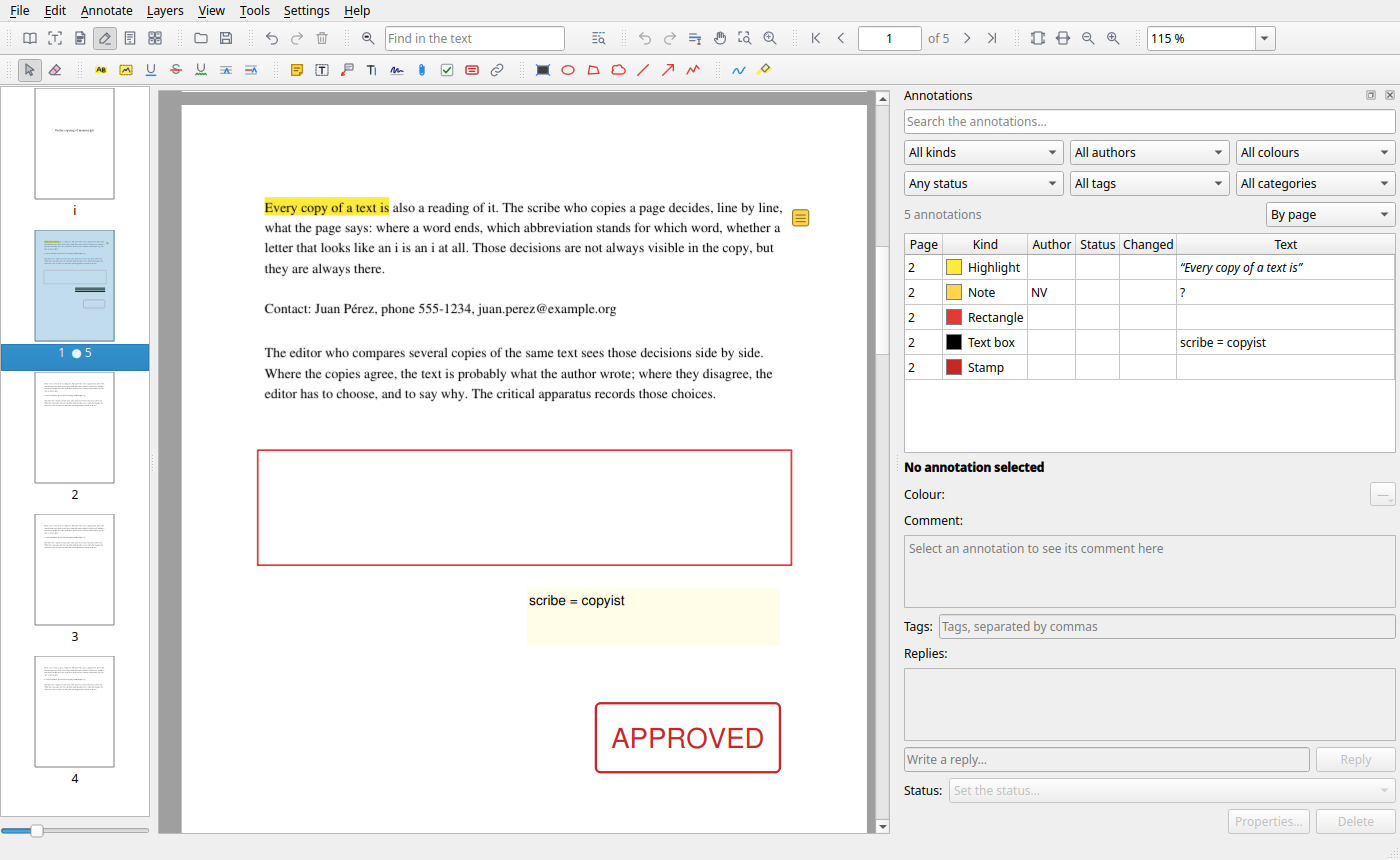 File Edit Annotate Layers View Tools Settings Help
Find in the text
1 of 5
115 %
i
1 5
2
3
4
Every copy of a text is also a reading of it. The scribe who copies a page decides, line by line,
what the page says: where a word ends, which abbreviation stands for which word, whether a
letter that looks like an i is an i at all. Those decisions are not always visible in the copy, but
they are always there.
Contact: Juan Pérez, phone 555-1234, juan.perez@example.org
The editor who compares several copies of the same text sees those decisions side by side.
Where the copies agree, the text is probably what the author wrote; where they disagree, the
editor has to choose, and to say why. The critical apparatus records those choices.
scribe = copyist
APPROVED
Annotations
Search the annotations...
All kinds All authors All colours
Any status All tags All categories
5 annotations By page
Page Kind Author Status Changed Text
2 Highlight “Every copy of a text is”
2 Note NV ?
2 Rectangle
2 Text box scribe = copyist
2 Stamp
No annotation selected
Colour:
Comment:
Select an annotation to see its comment here
Tags: Tags, separated by commas
Replies:
Write a reply... Reply
Status: Set the status...
Properties... Delete